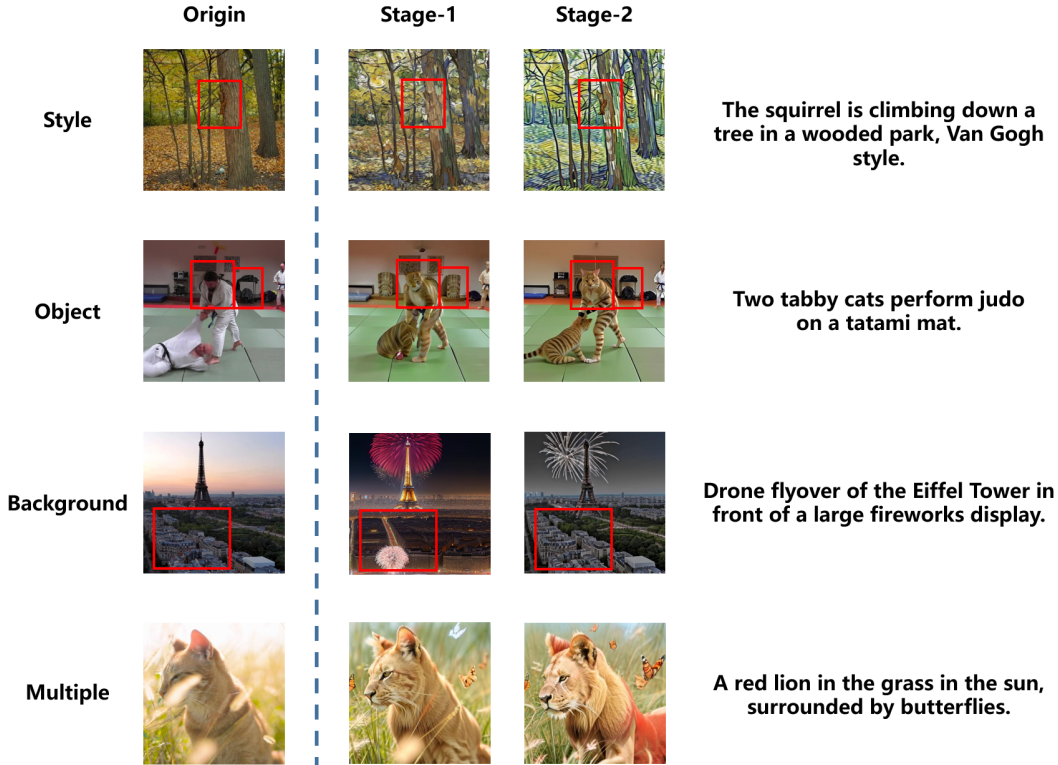 Origin
Stage-1
Stage-2
Style
The squirrel is climbing down a
tree in a wooded park, Van Gogh
style.
Object
Two tabby cats perform judo
on a tatami mat.
Background
Drone flyover of the Eiffel Tower in
front of a large fireworks display.
Multiple
A red lion in the grass in the sun,
surrounded by butterflies.